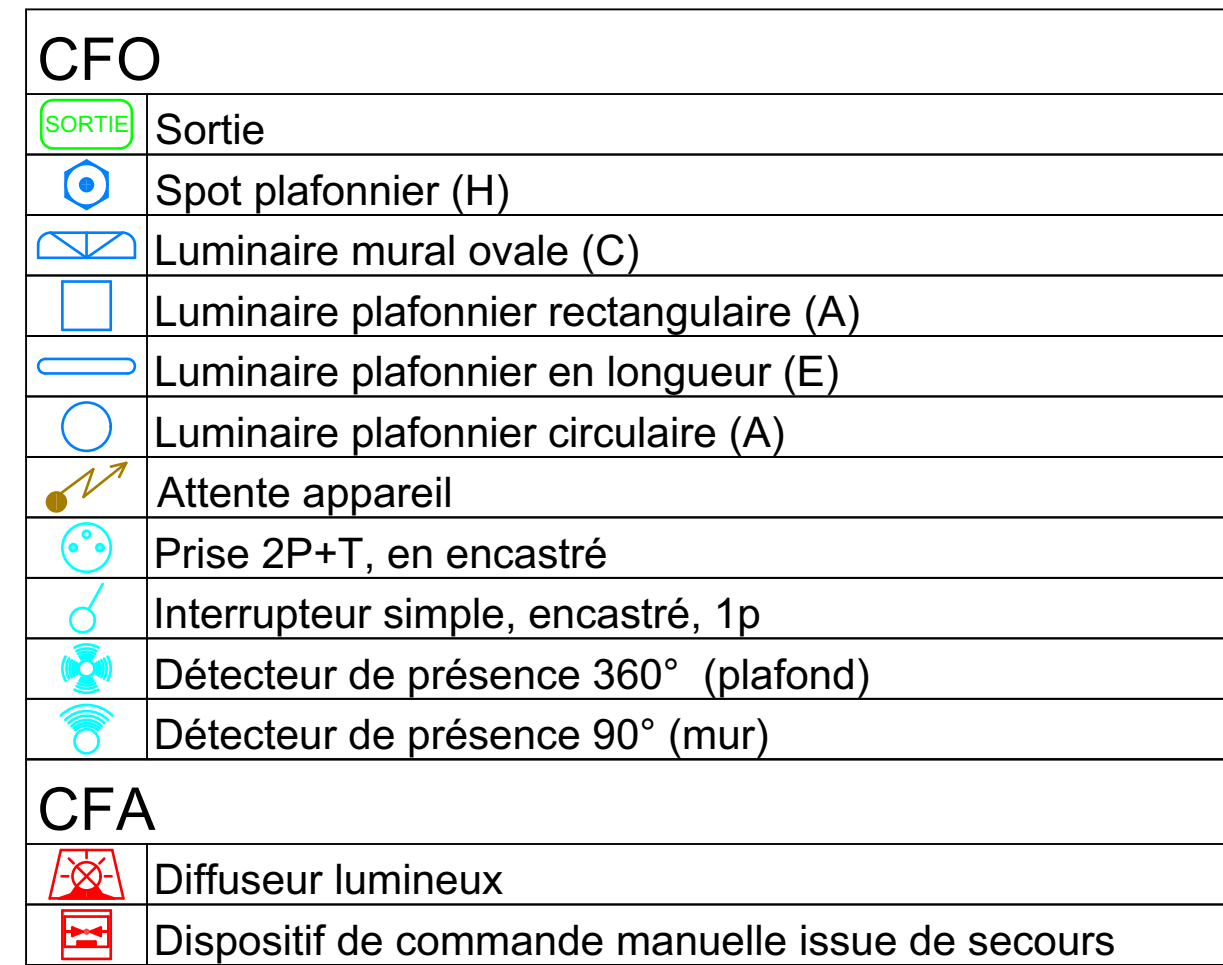 CFO
SORTIE Sortie
Spot plafonnier (H)
Luminaire mural ovale (C)
Luminaire plafonnier rectangulaire (A)
Luminaire plafonnier en longueur (E)
Luminaire plafonnier circulaire (A)
Attente appareil
Prise 2P+T, en encastré
Interrupteur simple, encastré, 1p
Détecteur de présence 360° (plafond)
Détecteur de présence 90° (mur)
CFA
Diffuseur lumineux
Dispositif de commande manuelle issue de secours